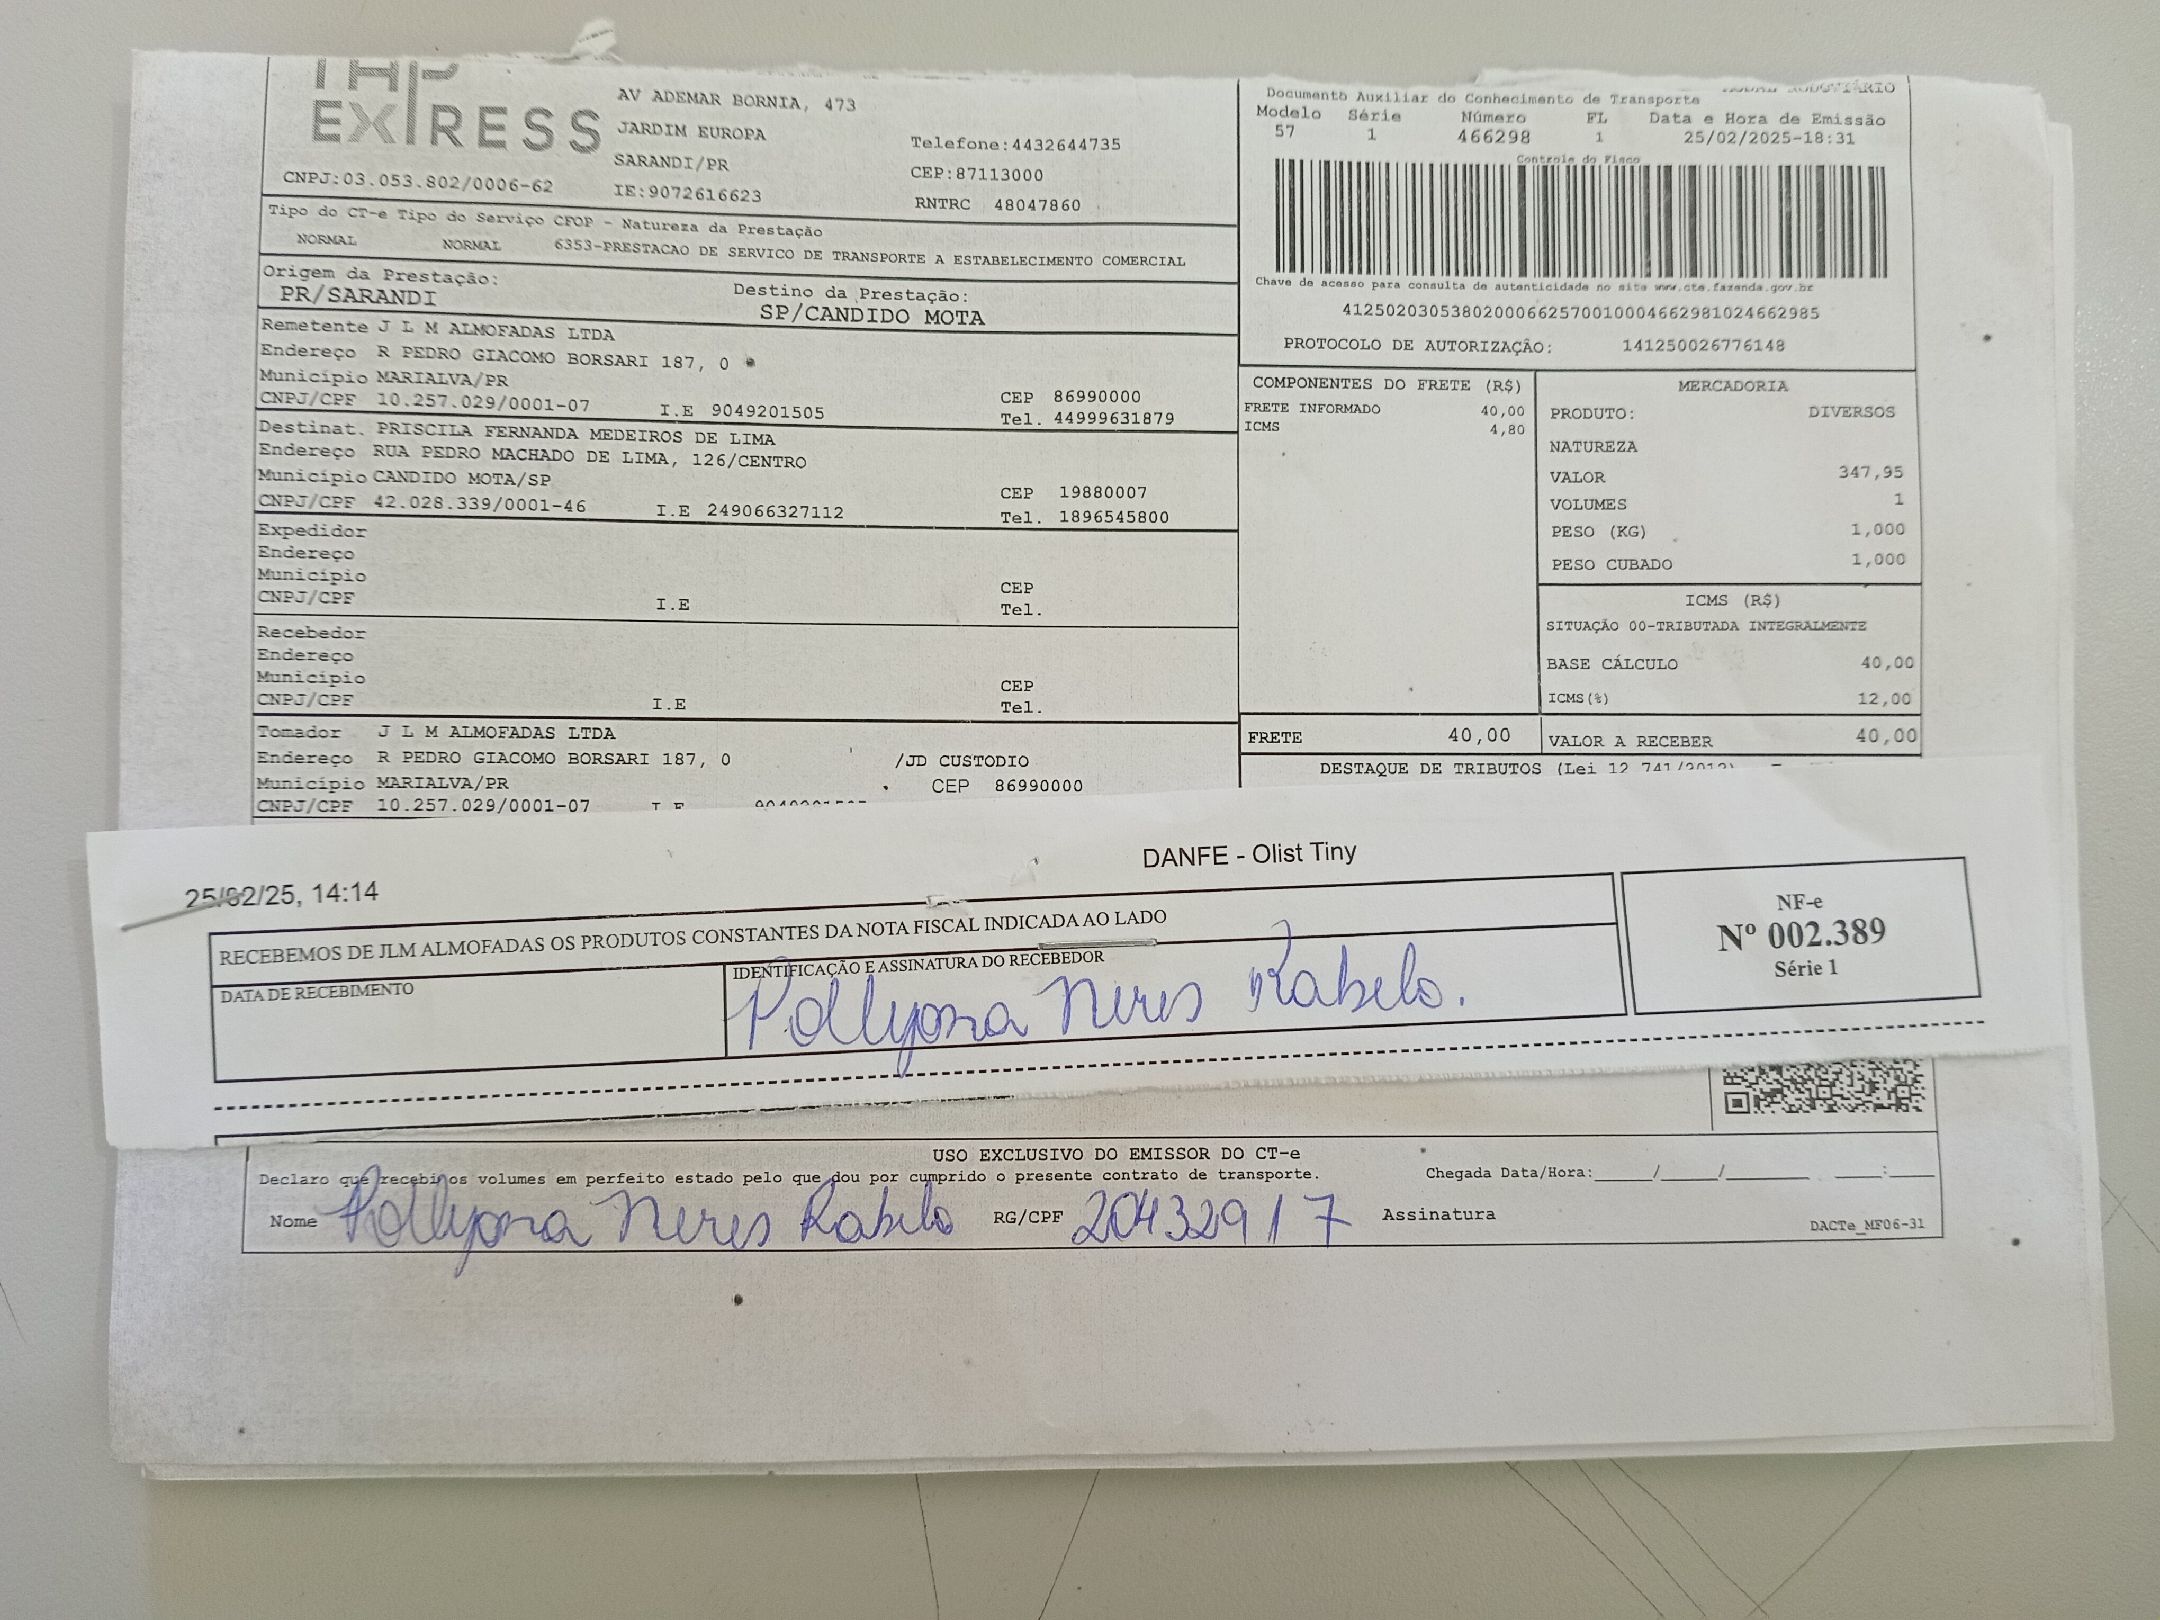 EXPRESS
AV ADEMAR BORNIA, 473
JARDIM EUROPA
SARANDI/PR
IE:9072616623
Telefone:4432644735
CEP:87113000
RNTRC 48047860
CNPJ:03.053.802/0006-62
Tipo do CT-e Tipo do Serviço CFOP - Natureza da Prestação
NORMAL NORMAL 6353-PRESTACAO DE SERVICO DE TRANSPORTE A ESTABELECIMENTO COMERCIAL
Origem da Prestação: Destino da Prestação:
PR/SARANDI SP/CANDIDO MOTA
Remetente J L M ALMOFADAS LTDA
Endereço R PEDRO GIACOMO BORSARI 187, 0
Município MARIALVA/PR CEP 86990000
CNPJ/CPF 10.257.029/0001-07 I.E 9049201505 Tel. 44999631879
Destinat. PRISCILA FERNANDA MEDEIROS DE LIMA
Endereço RUA PEDRO MACHADO DE LIMA, 126/CENTRO
Município CANDIDO MOTA/SP CEP 19880007
CNPJ/CPF 42.028.339/0001-46 I.E 249066327112 Tel. 1896545800
Expedidor
Endereço
Município CEP
CNPJ/CPF I.E Tel.
Recebedor
Endereço
Município CEP
CNPJ/CPF I.E Tel.
Tomador J L M ALMOFADAS LTDA
Endereço R PEDRO GIACOMO BORSARI 187, 0 /JD CUSTODIO
Município MARIALVA/PR CEP 86990000
CNPJ/CPF 10.257.029/0001-07 I.E
RODOVIÁRIO
Documento Auxiliar do Conhecimento de Transporte
Modelo Série Número FL Data e Hora de Emissão
57 1 466298 1 25/02/2025-18:31
Controle do Fisco
Chave de acesso para consulta de autenticidade no site www.cte.fazenda.gov.br
41250203053802000662570010004662981024662985
PROTOCOLO DE AUTORIZAÇÃO: 141250026776148
COMPONENTES DO FRETE (R$)
FRETE INFORMADO 40,00
ICMS 4,80
MERCADORIA
PRODUTO: DIVERSOS
NATUREZA
VALOR 347,95
VOLUMES 1
PESO (KG) 1,000
PESO CUBADO 1,000
ICMS (R$)
SITUAÇÃO 00-TRIBUTADA INTEGRALMENTE
BASE CÁLCULO 40,00
ICMS(%) 12,00
FRETE 40,00 VALOR A RECEBER 40,00
DESTAQUE DE TRIBUTOS (Lei 12 741/2012)
25/02/25, 14:14 DANFE - Olist Tiny
RECEBEMOS DE JLM ALMOFADAS OS PRODUTOS CONSTANTES DA NOTA FISCAL INDICADA AO LADO
DATA DE RECEBIMENTO IDENTIFICAÇÃO E ASSINATURA DO RECEBEDOR
Pollyana Neres Rabelo.
NF-e
Nº 002.389
Série 1
USO EXCLUSIVO DO EMISSOR DO CT-e
Declaro que recebi os volumes em perfeito estado pelo que dou por cumprido o presente contrato de transporte. Chegada Data/Hora:____/____/____ ____:____
Nome Pollyana Neres Rabelo RG/CPF 20432917 Assinatura DACTe_MF06-31